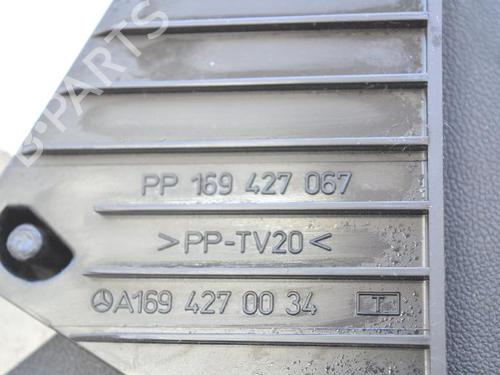 B-PARTS
PP 169 427 067
>PP-TV20<
A169 427 00 34 T